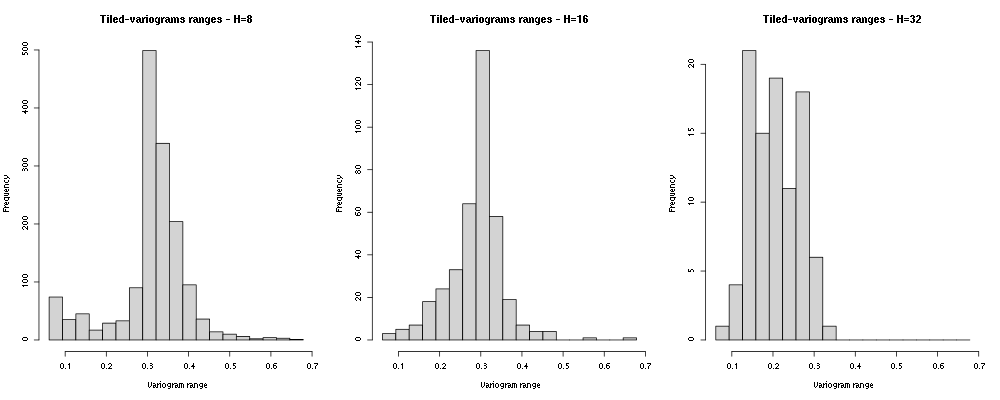 Tiled-variograms ranges - H=8
500
400
300
200
100
0
Frequency
0.1 0.2 0.3 0.4 0.5 0.6 0.7
Variogram range
Tiled-variograms ranges - H=16
140
120
100
80
60
40
20
0
Frequency
0.1 0.2 0.3 0.4 0.5 0.6 0.7
Variogram range
Tiled-variograms ranges - H=32
20
15
10
5
0
Frequency
0.1 0.2 0.3 0.4 0.5 0.6 0.7
Variogram range